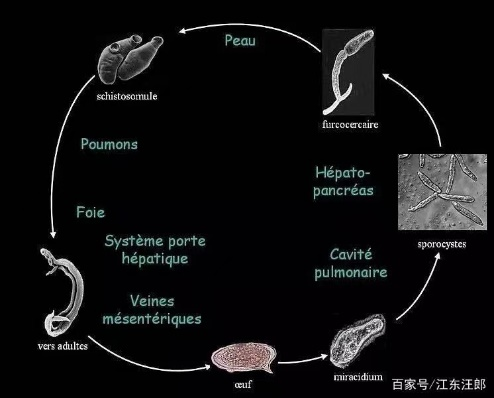 Peau
schistosomule
furcocercaire
Poumons
Hépato-
pancréas
Foie
Système porte
hépatique
sporocystes
Cavité
pulmonaire
Veines
mésentériques
vers adultes
œuf
miracidium
百家号/江东汪郎